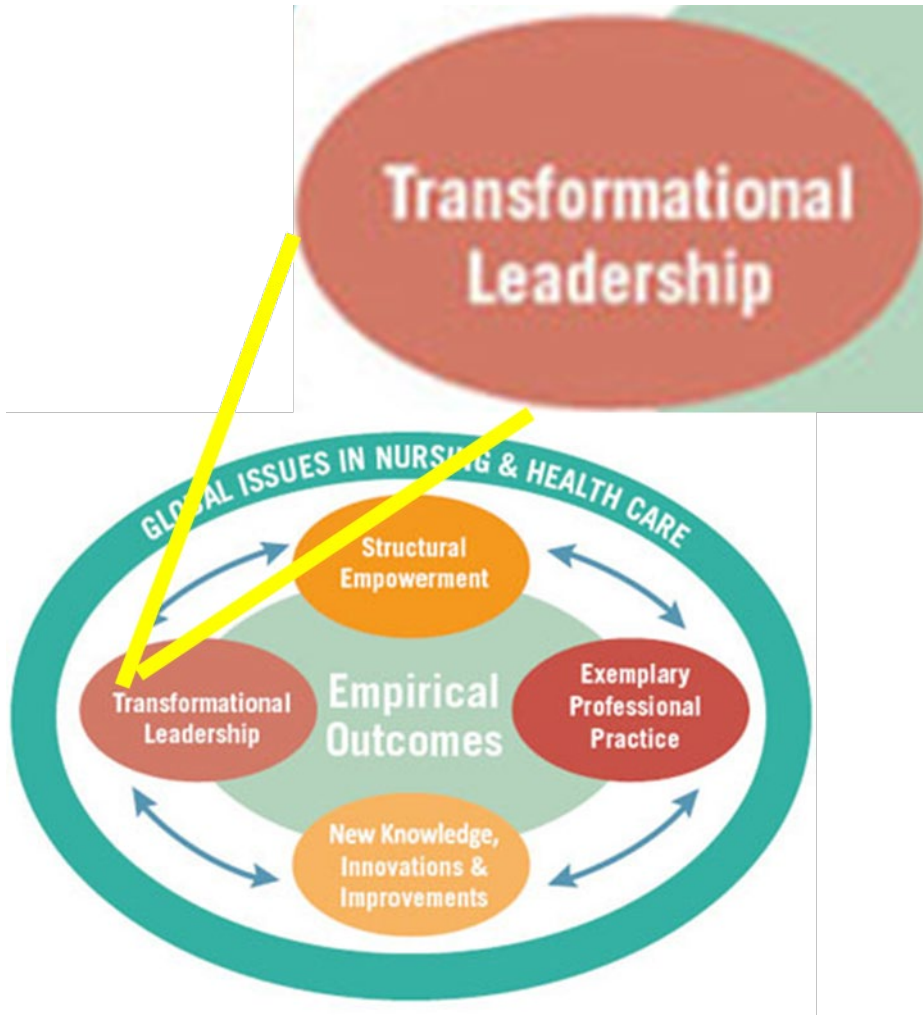 Transformational
Leadership
GLOBAL ISSUES IN NURSING & HEALTH CARE
Structural
Empowerment
Transformational
Leadership
Empirical
Outcomes
Exemplary
Professional
Practice
New Knowledge,
Innovations &
Improvements